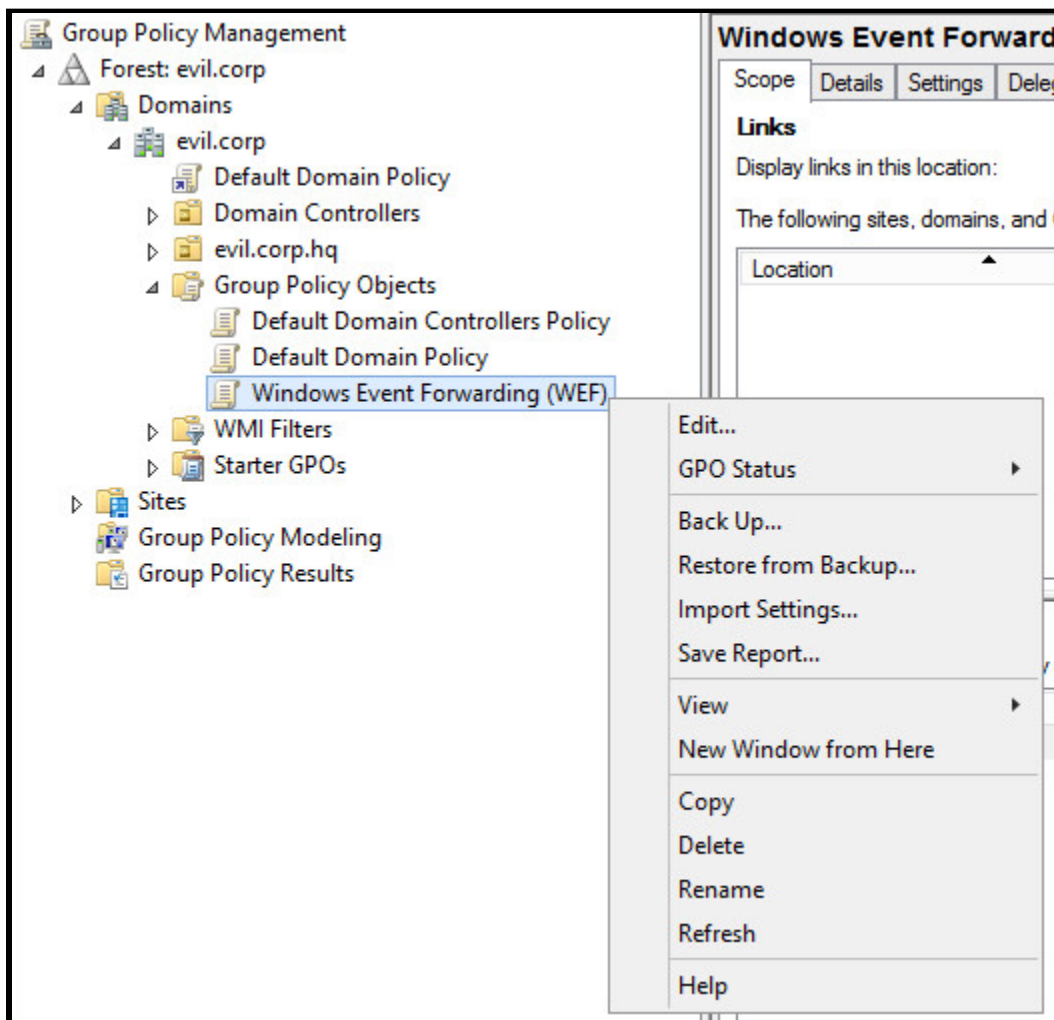 Group Policy Management
Forest: evil.corp
Domains
evil.corp
Default Domain Policy
Domain Controllers
evil.corp.hq
Group Policy Objects
Default Domain Controllers Policy
Default Domain Policy
Windows Event Forwarding (WEF)
WMI Filters
Starter GPOs
Sites
Group Policy Modeling
Group Policy Results
Windows Event Forward
Scope Details Settings Deleg
Links
Display links in this location:
The following sites, domains, and
Location
Edit...
GPO Status
Back Up...
Restore from Backup...
Import Settings...
Save Report...
View
New Window from Here
Copy
Delete
Rename
Refresh
Help